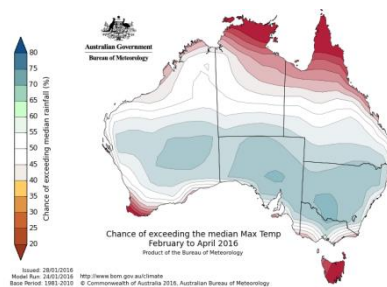 Australian Government
Bureau of Meteorology
80
75
70
65
60
55
50
45
40
35
30
25
20
Chance of exceeding median rainfall (%)
Chance of exceeding the median Max Temp
February to April 2016
Product of the Bureau of Meteorology
Issued: 28/01/2016
Model Run: 24/01/2016 http://www.bom.gov.au/climate
Base Period: 1981-2010 © Commonwealth of Australia 2016, Australian Bureau of Meteorology